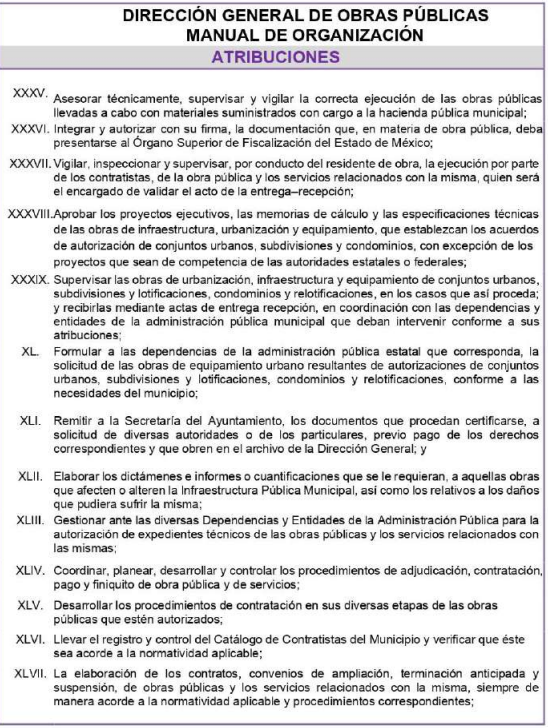 DIRECCIÓN GENERAL DE OBRAS PÚBLICAS
MANUAL DE ORGANIZACIÓN
ATRIBUCIONES
XXXV. Asesorar técnicamente, supervisar y vigilar la correcta ejecución de las obras públicas
llevadas a cabo con materiales suministrados con cargo a la hacienda pública municipal;
XXXVI. Integrar y autorizar con su firma, la documentación que, en materia de obra pública, deba
presentarse al Órgano Superior de Fiscalización del Estado de México;
XXXVII. Vigilar, inspeccionar y supervisar, por conducto del residente de obra, la ejecución por parte
de los contratistas, de la obra pública y los servicios relacionados con la misma, quien será
el encargado de validar el acto de la entrega–recepción;
XXXVIII. Aprobar los proyectos ejecutivos, las memorias de cálculo y las especificaciones técnicas
de las obras de infraestructura, urbanización y equipamiento, que establezcan los acuerdos
de autorización de conjuntos urbanos, subdivisiones y condominios, con excepción de los
proyectos que sean de competencia de las autoridades estatales o federales;
XXXIX. Supervisar las obras de urbanización, infraestructura y equipamiento de conjuntos urbanos,
subdivisiones y lotificaciones, condominios y relotificaciones, en los casos que así proceda;
y recibirlas mediante actas de entrega recepción, en coordinación con las dependencias y
entidades de la administración pública municipal que deban intervenir conforme a sus
atribuciones;
XL. Formular a las dependencias de la administración pública estatal que corresponda, la
solicitud de las obras de equipamiento urbano resultantes de autorizaciones de conjuntos
urbanos, subdivisiones y lotificaciones, condominios y relotificaciones, conforme a las
necesidades del municipio;
XLI. Remitir a la Secretaría del Ayuntamiento, los documentos que procedan certificarse, a
solicitud de diversas autoridades o de los particulares, previo pago de los derechos
correspondientes y que obren en el archivo de la Dirección General; y
XLII. Elaborar los dictámenes e informes o cuantificaciones que se le requieran, a aquellas obras
que afecten o alteren la Infraestructura Pública Municipal, así como los relativos a los daños
que pudiera sufrir la misma;
XLIII. Gestionar ante las diversas Dependencias y Entidades de la Administración Pública para la
autorización de expedientes técnicos de las obras públicas y los servicios relacionados con
las mismas;
XLIV. Coordinar, planear, desarrollar y controlar los procedimientos de adjudicación, contratación,
pago y finiquito de obra pública y de servicios;
XLV. Desarrollar los procedimientos de contratación en sus diversas etapas de las obras
públicas que estén autorizados;
XLVI. Llevar el registro y control del Catálogo de Contratistas del Municipio y verificar que éste
sea acorde a la normatividad aplicable;
XLVII. La elaboración de los contratos, convenios de ampliación, terminación anticipada y
suspensión, de obras públicas y los servicios relacionados con la misma, siempre de
manera acorde a la normatividad aplicable y procedimientos correspondientes;